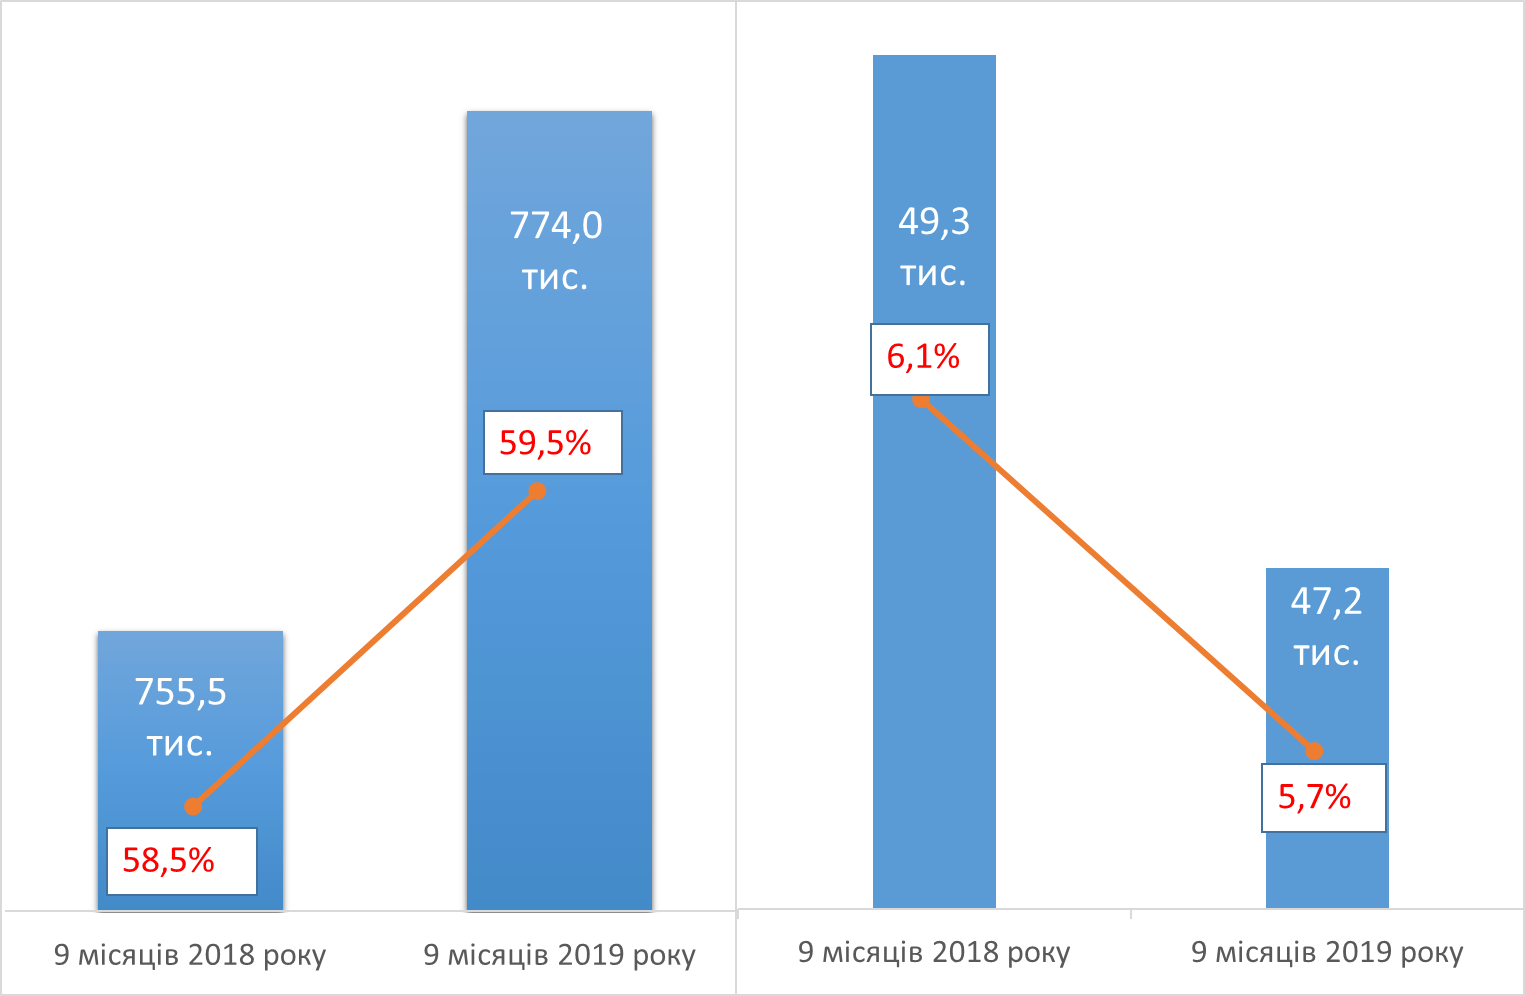 774,0
тис.
59,5%
755,5
тис.
58,5%
9 місяців 2018 року
9 місяців 2019 року
49,3
тис.
6,1%
47,2
тис.
5,7%
9 місяців 2018 року
9 місяців 2019 року